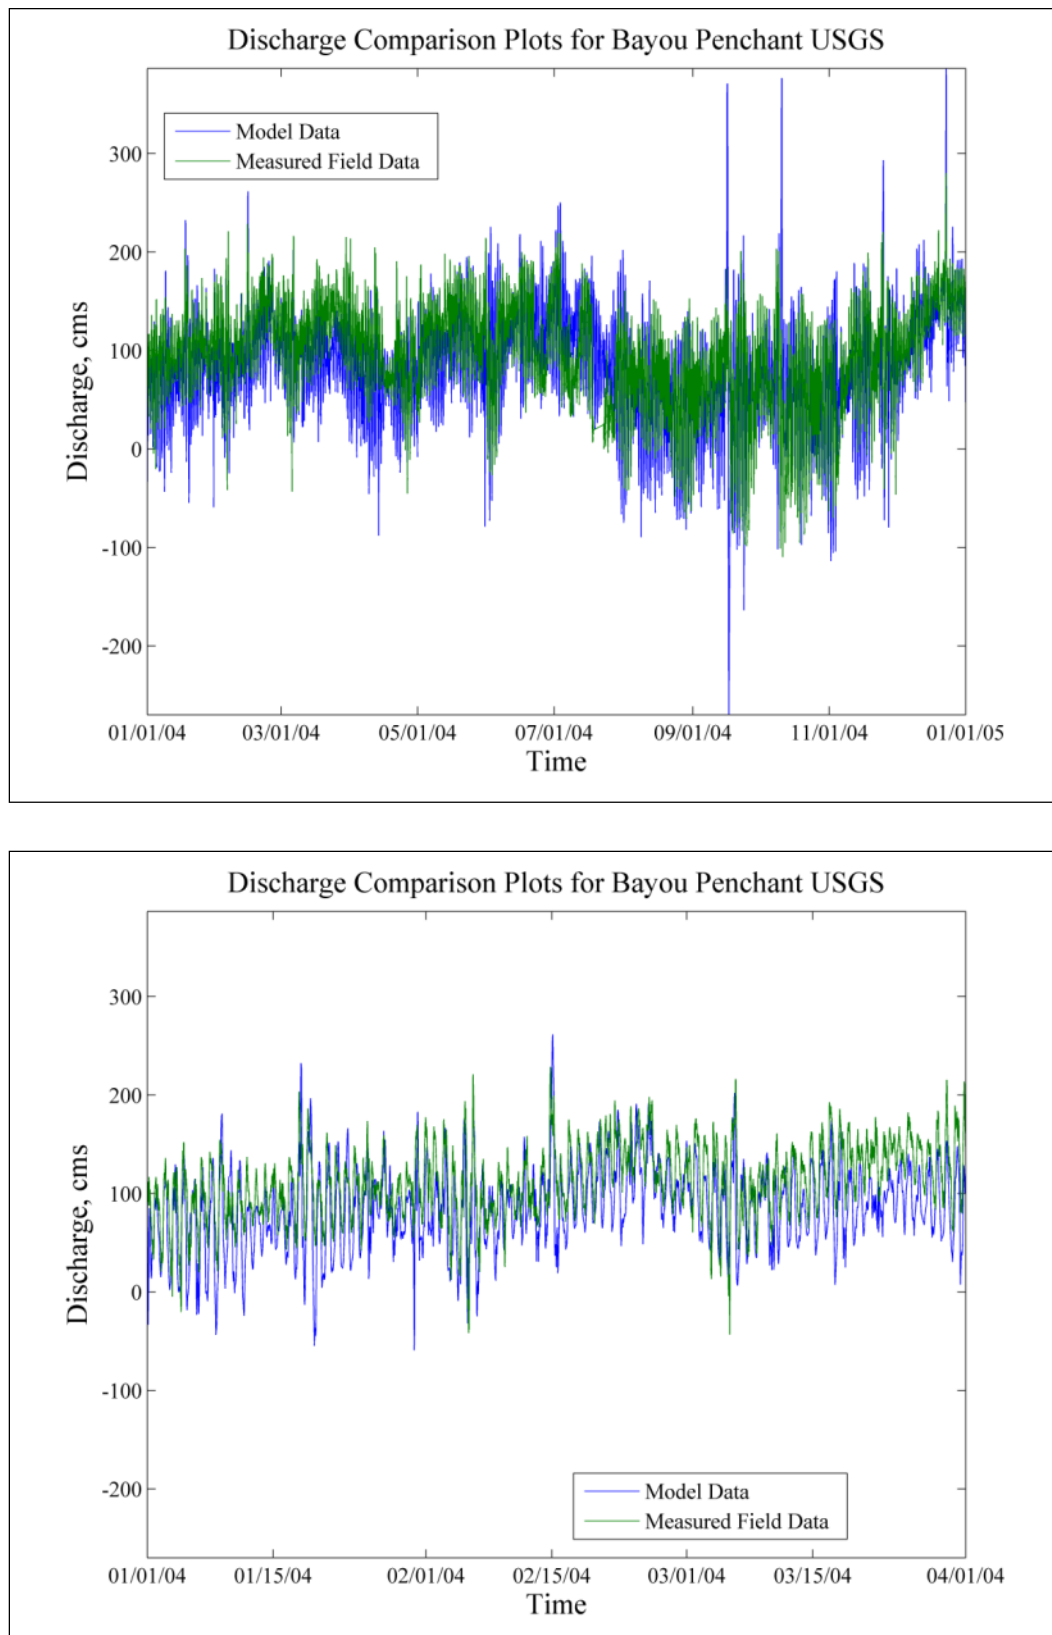 Discharge Comparison Plots for Bayou Penchant USGS
Model Data
Measured Field Data
300
200
100
0
-100
-200
Discharge, cms
01/01/04 03/01/04 05/01/04 07/01/04 09/01/04 11/01/04 01/01/05
Time
Discharge Comparison Plots for Bayou Penchant USGS
300
200
100
0
-100
-200
Discharge, cms
Model Data
Measured Field Data
01/01/04 01/15/04 02/01/04 02/15/04 03/01/04 03/15/04 04/01/04
Time